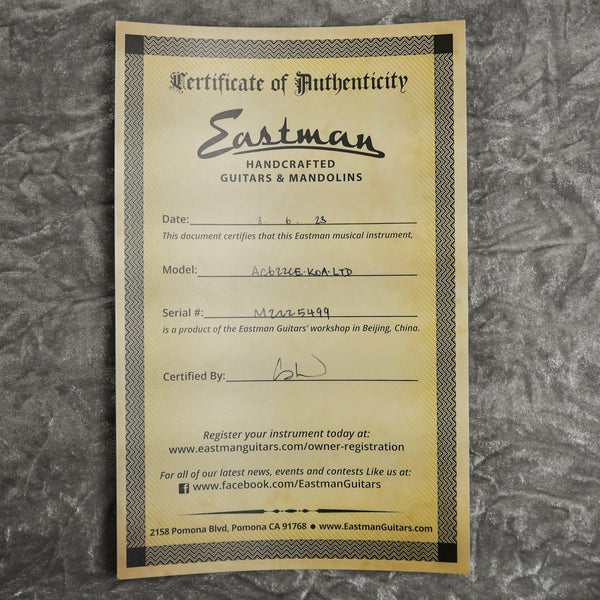 Certificate of Authenticity
Eastman
HANDCRAFTED
GUITARS & MANDOLINS
Date: 3. 6. 23
This document certifies that this Eastman musical instrument,
Model: AC622CE-KOA-LTD
Serial #: M2225499
is a product of the Eastman Guitars' workshop in Beijing, China.
Certified By:
Register your instrument today at:
www.eastmanguitars.com/owner-registration
For all of our latest news, events and contests Like us at:
f www.facebook.com/EastmanGuitars
2158 Pomona Blvd, Pomona CA 91768 ● www.EastmanGuitars.com